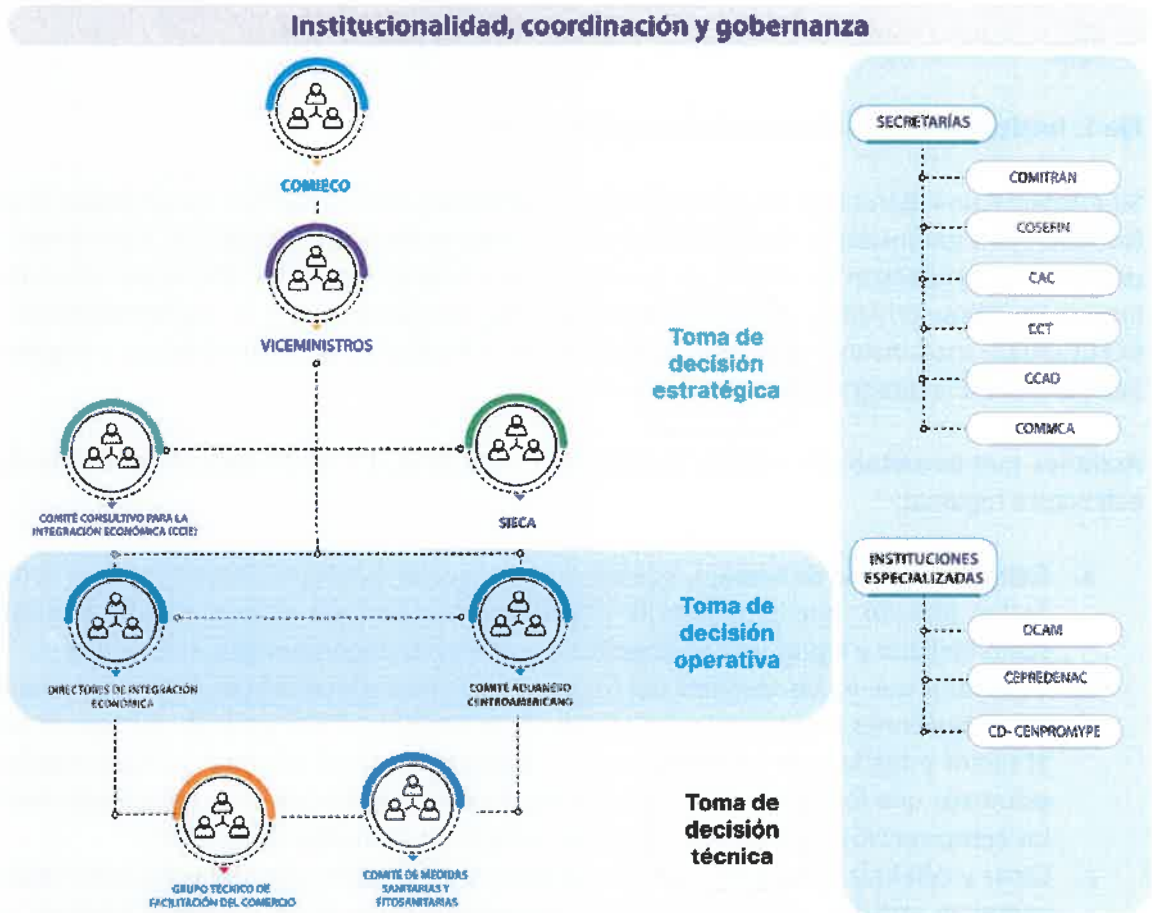 Institucionalidad, coordinación y gobernanza
COMIECO
VICEMINISTROS
Toma de
decisión
estratégica
COMITÉ CONSULTIVO PARA LA
INTEGRACIÓN ECONÓMICA (CCIE)
SIECA
Toma de
decisión
operativa
DIRECTORES DE INTEGRACIÓN
ECONÓMICA
COMITÉ ADUANERO
CENTROAMERICANO
Toma de
decisión
técnica
GRUPO TÉCNICO DE
FACILITACIÓN DEL COMERCIO
COMITÉ DE MEDIDAS
SANITARIAS Y
FITOSANITARIAS
SECRETARÍAS
COMITRAN
COSEFIN
CAC
CCT
CCAD
COMMCA
INSTITUCIONES
ESPECIALIZADAS
OCAM
CEPREDENAC
CD- CENPROMYPE